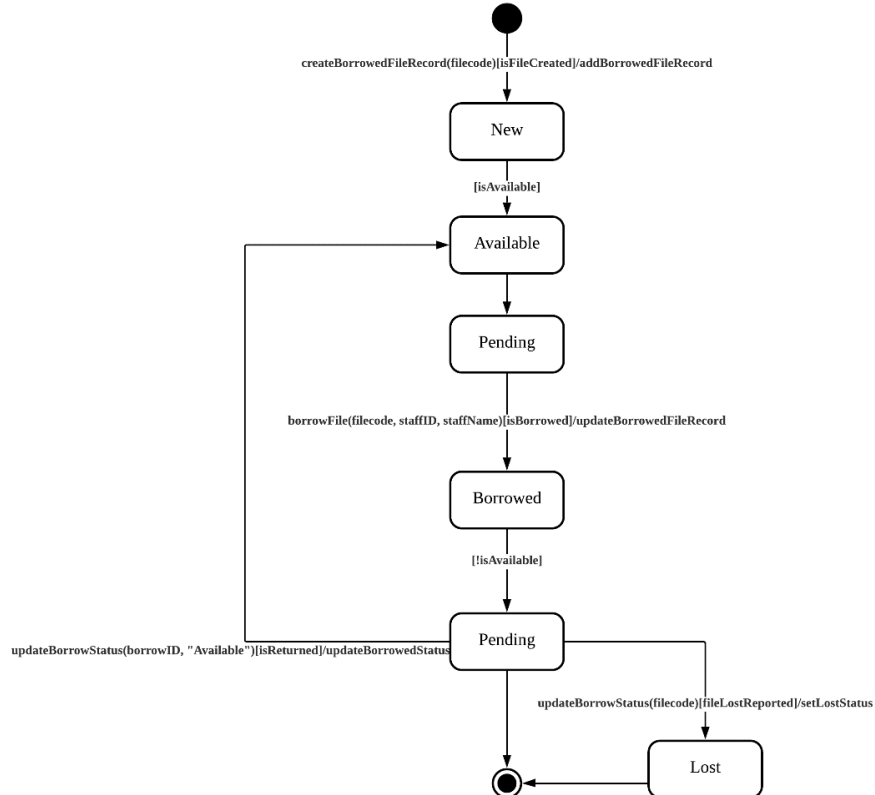 createBorrowedFileRecord(filecode)[isFileCreated]/addBorrowedFileRecord
New
[isAvailable]
Available
Pending
borrowFile(filecode, staffID, staffName)[isBorrowed]/updateBorrowedFileRecord
Borrowed
[!isAvailable]
Pending
updateBorrowStatus(borrowID, "Available")[isReturned]/updateBorrowedStatus
updateBorrowStatus(filecode)[fileLostReported]/setLostStatus
Lost